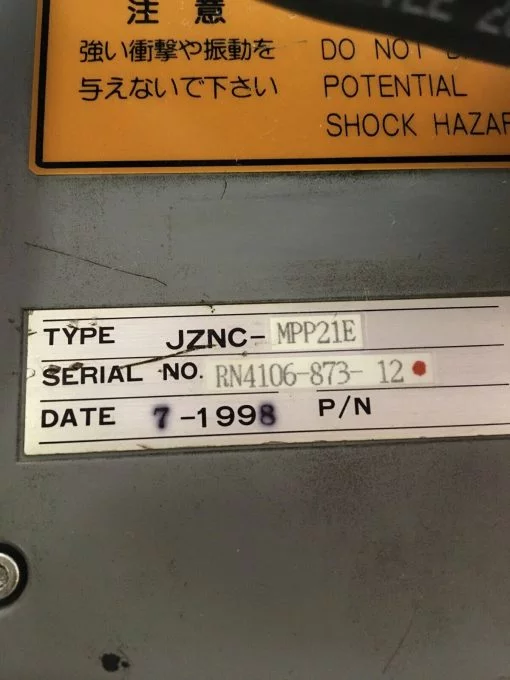 注 意
強い衝撃や振動を
与えないで下さい
DO NOT
POTENTIAL
SHOCK
TYPE JZNC-MPP21E
SERIAL NO. RN4106-873- 12
DATE 7-1998 P/N